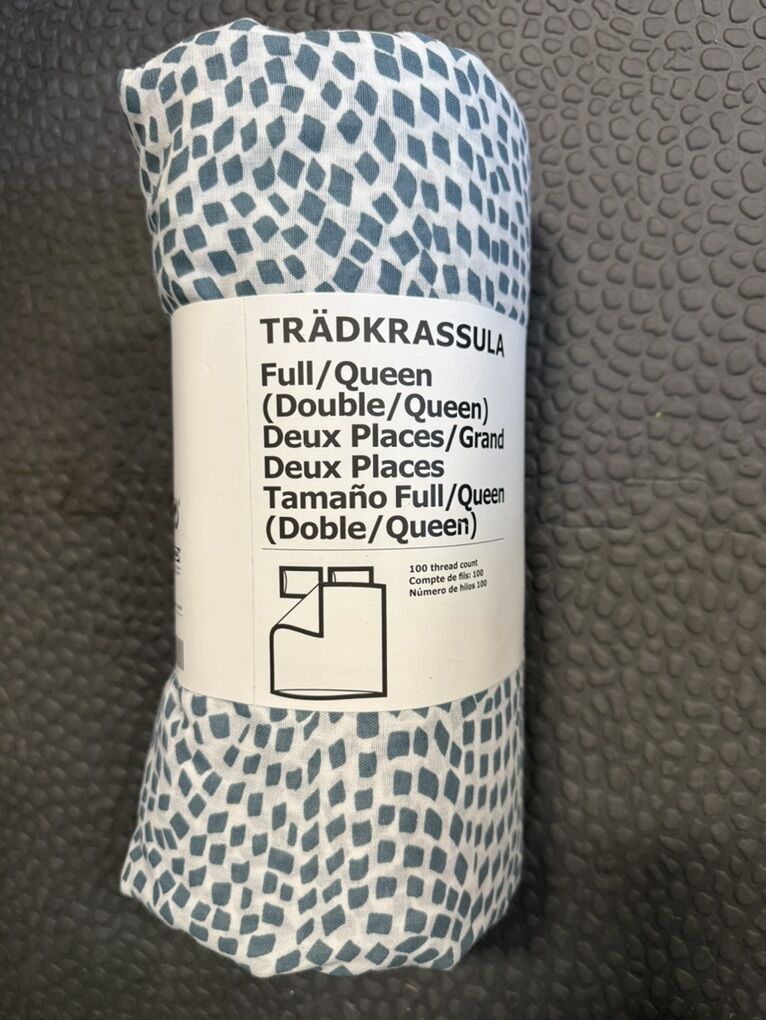 TRÄDKRASSULA
Full/Queen
(Double/Queen)
Deux Places/Grand
Deux Places
Tamaño Full/Queen
(Doble/Queen)
100 thread count
Compte de fils: 100
Número de hilos 100